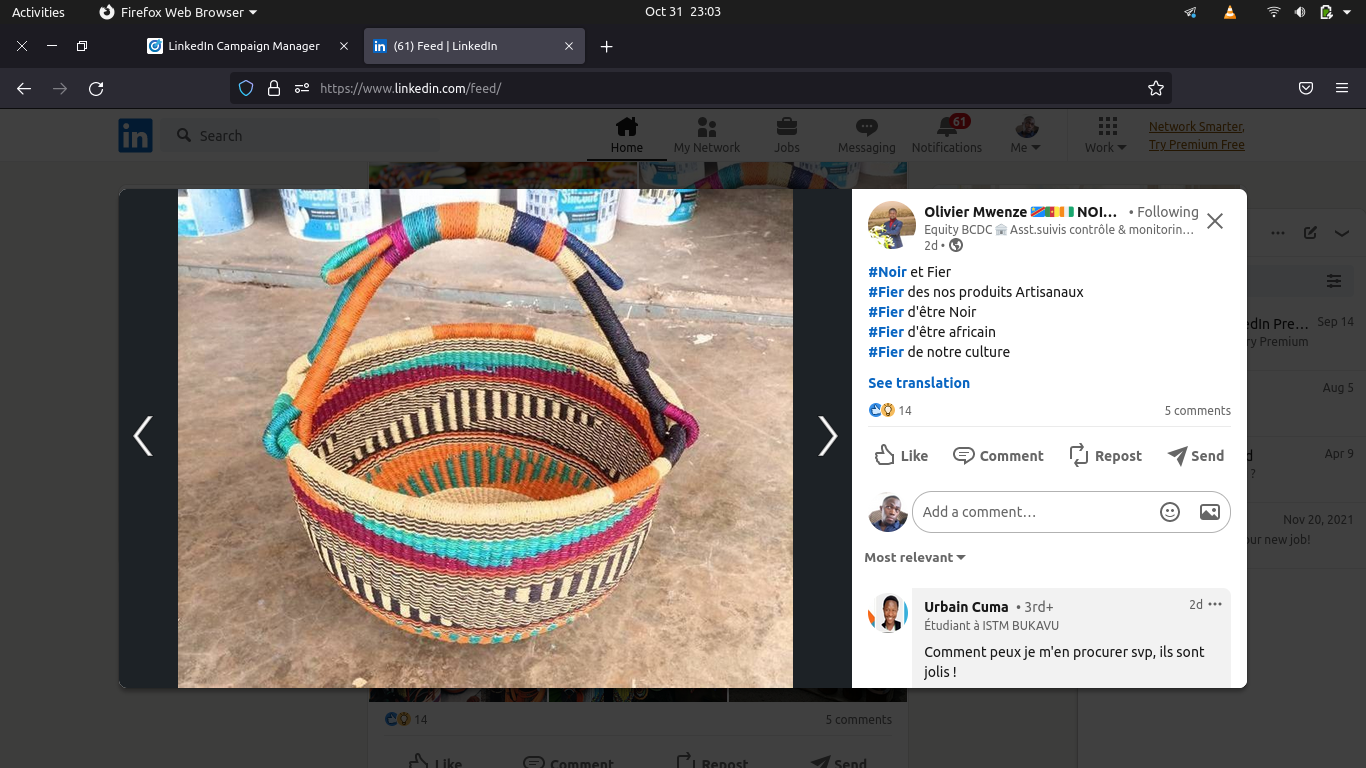 Activities
Firefox Web Browser
Oct 31 23:03
LinkedIn Campaign Manager
(61) Feed | LinkedIn
https://www.linkedin.com/feed/
in
Search
Home
My Network
Jobs
Messaging
61
Notifications
Me
Work
Network Smarter,
Try Premium Free
Olivier Mwenze 🇨🇩🇨🇲🇨🇮 NOI… • Following
Equity BCDC 🏦 Asst.suivis contrôle & monitorin…
2d •
#Noir et Fier
#Fier des nos produits Artisanaux
#Fier d'être Noir
#Fier d'être africain
#Fier de notre culture
See translation
14
5 comments
Like
Comment
Repost
Send
Add a comment…
Most relevant
Urbain Cuma • 3rd+
2d
Étudiant à ISTM BUKAVU
Comment peux je m'en procurer svp, ils sont
jolis !
edIn Pre… Sep 14
ry Premium
Aug 5
d Apr 9
?
Nov 20, 2021
our new job!
14
5 comments
Like
Comment
Repost
Send